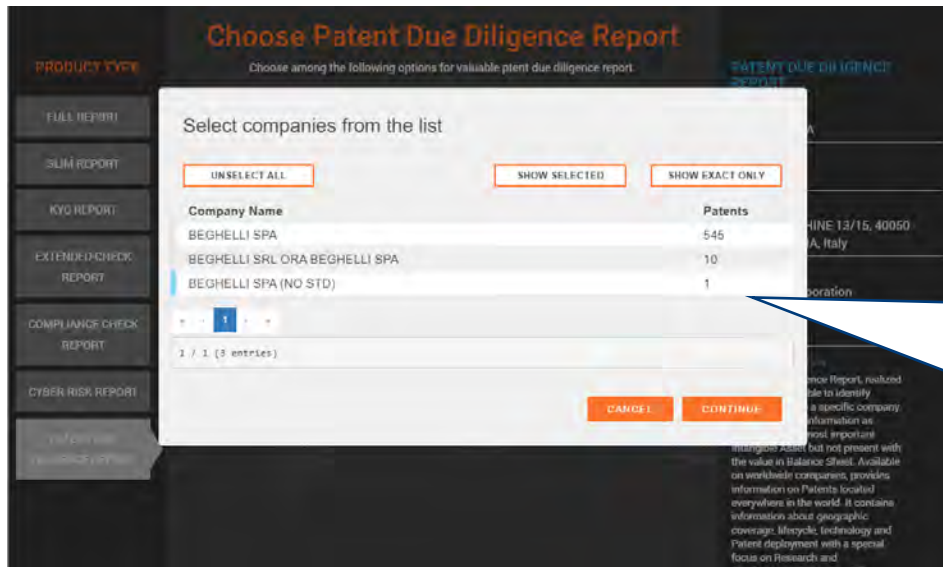 Choose Patent Due Diligence Report
Choose among the following options for valuable ptent due diligence report.
PRODUCT TYPE
FULL REPORT
SLIM REPORT
KYC REPORT
EXTENDED CHECK
REPORT
COMPLIANCE CHECK
REPORT
CYBER RISK REPORT
Select companies from the list
UNSELECT ALL
SHOW SELECTED
SHOW EXACT ONLY
Company Name Patents
BEGHELLI SPA 545
BEGHELLI SRL ORA BEGHELLI SPA 10
BEGHELLI SPA (NO STD) 1
« ‹ 1 › »
1 / 1 (3 entries)
CANCEL
CONTINUE
PATENT DUE DILIGENCE
REPORT
A
HINE 13/15, 40050
A, Italy
poration
ence Report, realized
ble to identify
a specific company
nformation as
most important
Intangible Asset but not present with
the value in Balance Sheet. Available
on worldwide companies, provides
information on Patents located
everywhere in the world. It contains
information about geographic
coverage, lifecycle, technology and
Patent deployment with a special
focus on Research and